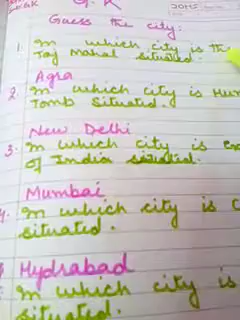 G.K
Guess the city.
1. In which city is the
Taj Mahal situated.
Agra
2. In which city is Hum
Tomb Situated.
New Delhi
3. In which city is
of India situated.
Mumbai
4. In which city is C
situated.
Hydrabad
In which city is
situated.